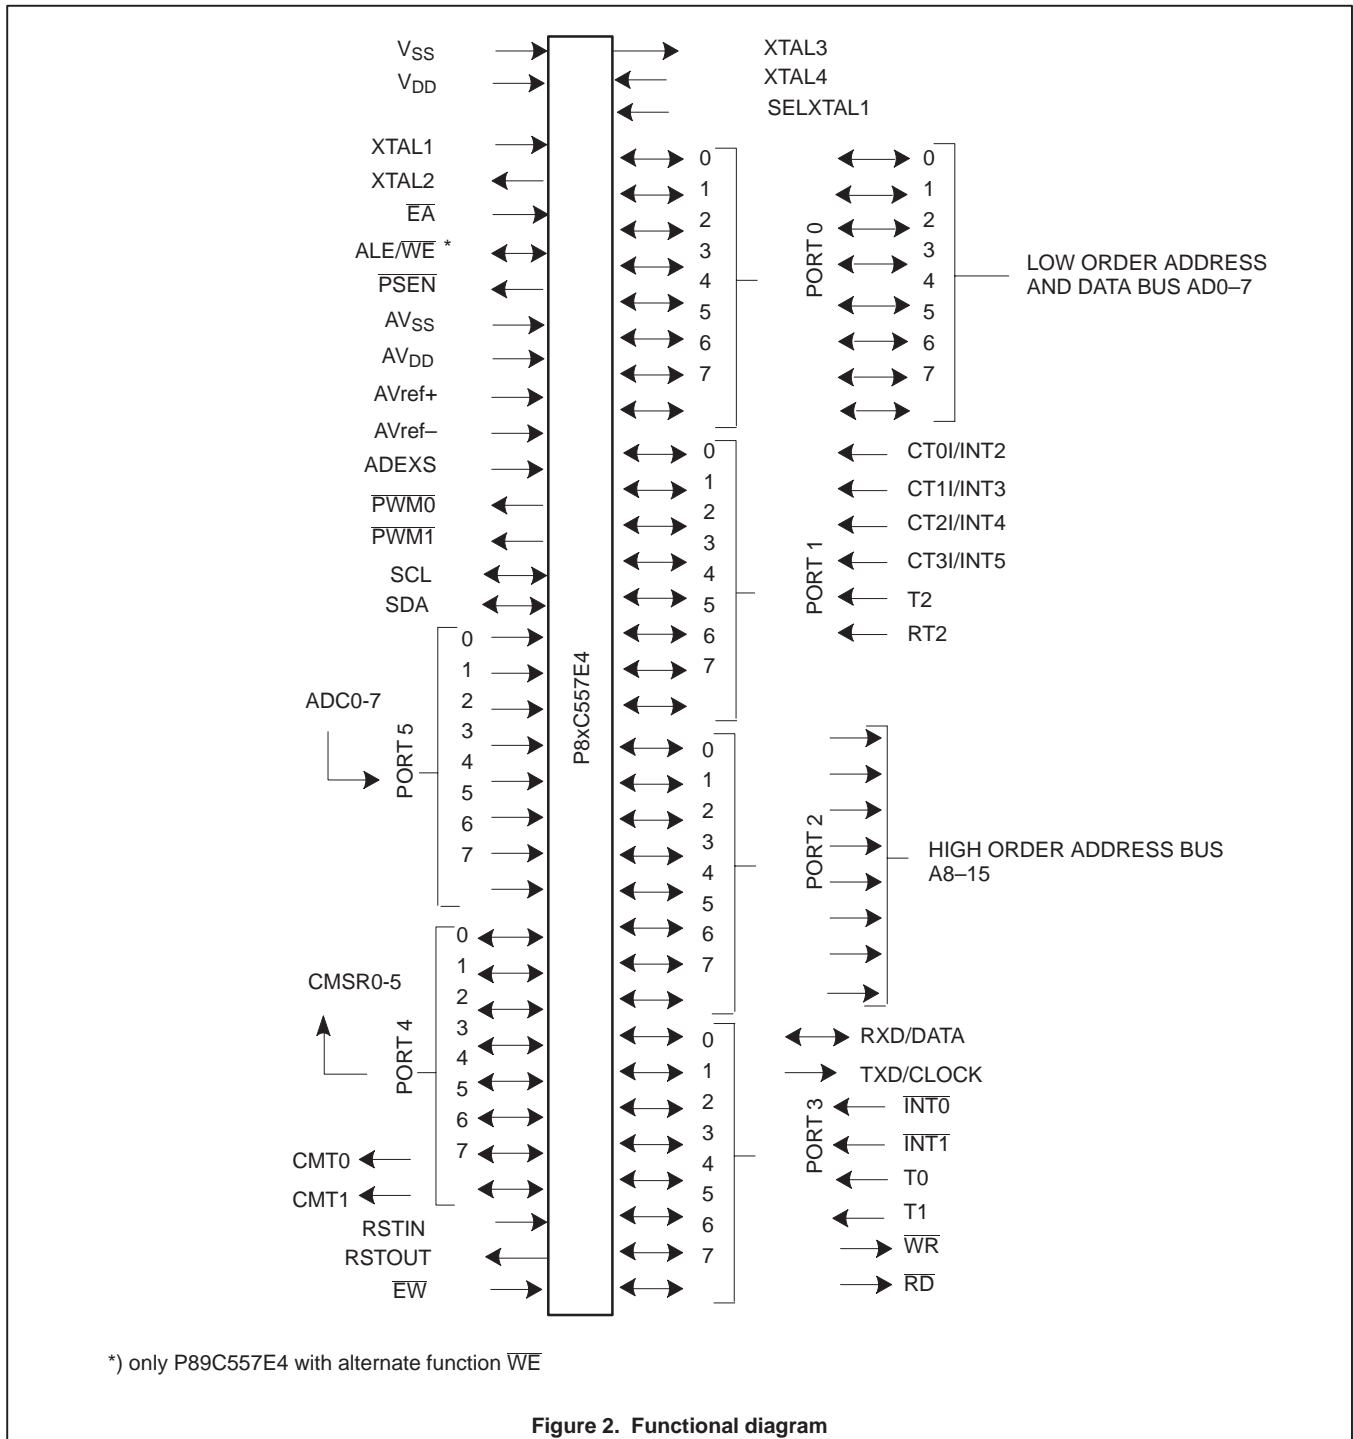 VSS
VDD
XTAL1
XTAL2
EA
ALE/WE *
PSEN
AVSS
AVDD
AVref+
AVref–
ADEXS
PWM0
PWM1
SCL
SDA
ADC0-7
PORT 5
0
1
2
3
4
5
6
7
CMSR0-5
PORT 4
0
1
2
3
4
5
6
7
CMT0
CMT1
RSTIN
RSTOUT
EW
P8xC557E4
XTAL3
XTAL4
SELXTAL1
0
1
2
3
4
5
6
7
PORT 0
0
1
2
3
4
5
6
7
LOW ORDER ADDRESS
AND DATA BUS AD0–7
0
1
2
3
4
5
6
7
PORT 1
CT0I/INT2
CT1I/INT3
CT2I/INT4
CT3I/INT5
T2
RT2
0
1
2
3
4
5
6
7
PORT 2
HIGH ORDER ADDRESS BUS
A8–15
0
1
2
3
4
5
6
7
PORT 3
RXD/DATA
TXD/CLOCK
INT0
INT1
T0
T1
WR
RD
*) only P89C557E4 with alternate function WE
Figure 2. Functional diagram